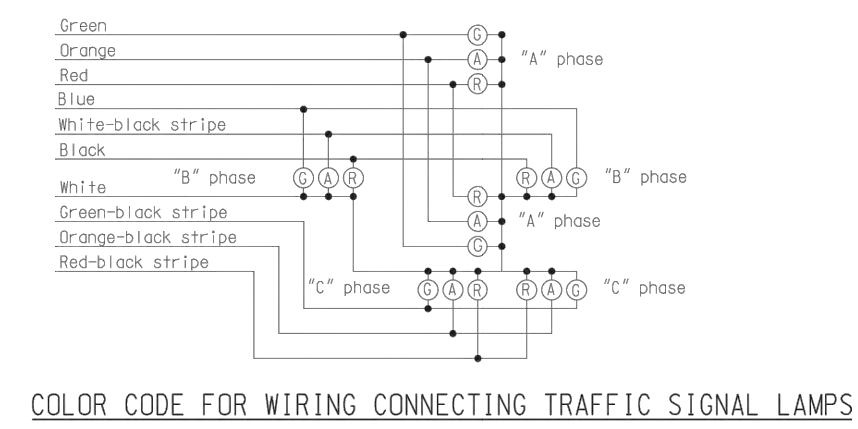 Green
G
Orange
A "A" phase
Red
R
Blue
White-black stripe
Black
"B" phase G A R R A G "B" phase
White
R
Green-black stripe
A "A" phase
Orange-black stripe
G
Red-black stripe
"C" phase G A R R A G "C" phase
COLOR CODE FOR WIRING CONNECTING TRAFFIC SIGNAL LAMPS